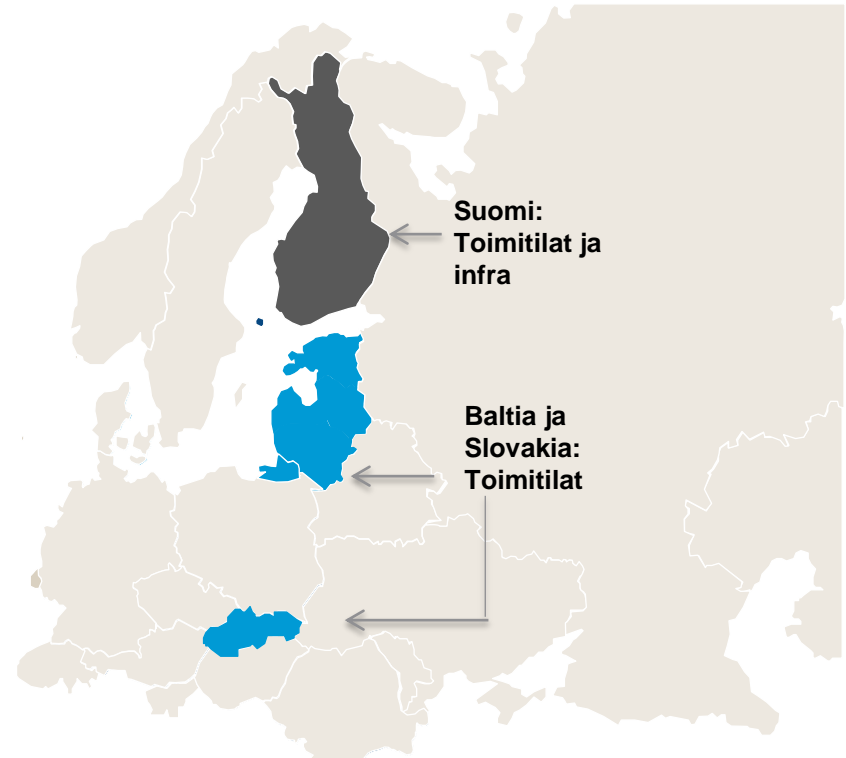 Suomi:
Toimitilat ja
infra
Baltia ja
Slovakia:
Toimitilat